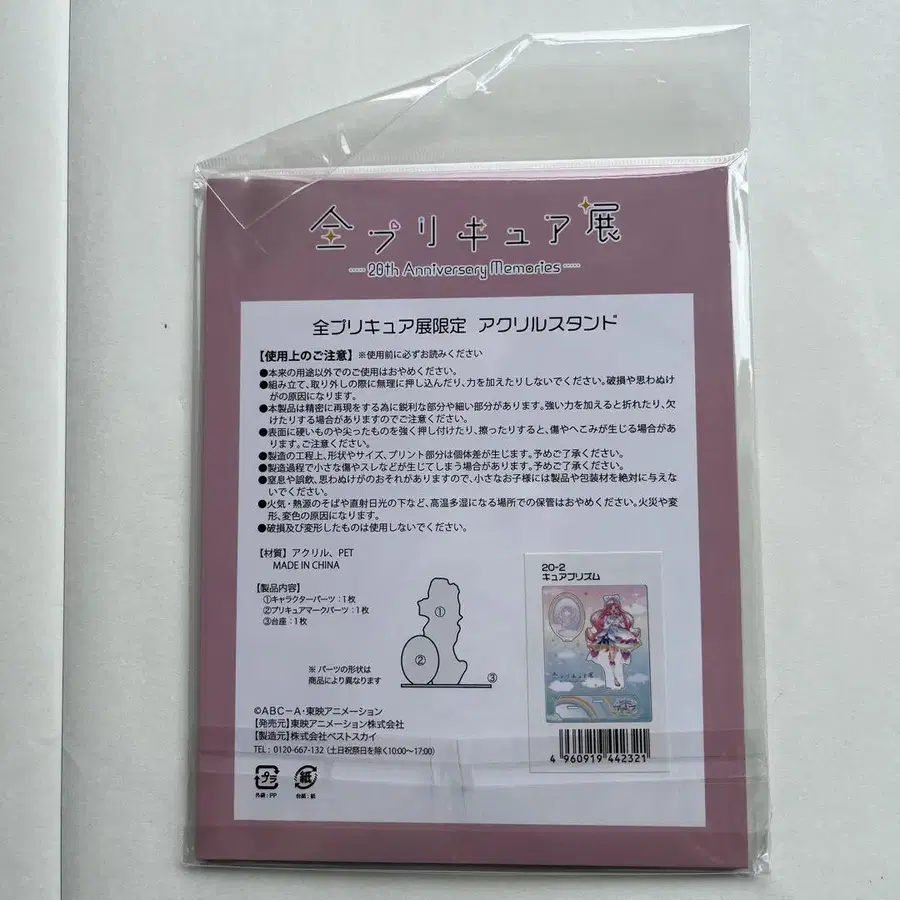 全プリキュア展
20th Anniversary Memories
全プリキュア展限定 アクリルスタンド
【使用上のご注意】 ※使用前に必ずお読みください
●本来の用途以外でのご使用はおやめください。
●組み立て、取り外しの際に無理に押し込んだり、力を加えたりしないでください。破損や思わぬけ
がの原因になります。
●本製品は精密に再現をする為に鋭利な部分や細い部分があります。強い力を加えると折れたり、欠
けたりする場合がありますのでご注意ください。
●表面に硬いものや尖ったものを強く押し付けたり、擦ったりすると、傷やへこみが生じる場合があ
ります。ご注意ください。
●製造の工程上、形状やサイズ、プリント部分は個体差が生じます。予めご了承ください。
●製造過程で小さな傷やスレなどが生じてしまう場合があります。予めご了承ください。
●窒息や誤飲、思わぬけがのおそれがありますので、小さなお子様には製品や包装材を絶対に与えな
いでください。
●火気・熱源のそばや直射日光の下など、高温多湿になる場所での保管はおやめください。火災や変
形、変色の原因になります。
●破損及び変形したものは使用しないでください。
【材質】アクリル、PET
MADE IN CHINA
【製品内容】
①キャラクターパーツ：1枚
②プリキュアマークパーツ：1枚
③台座：1枚
①
②
③
※ パーツの形状は
商品により異なります
20-2
キュアプリズム
全プリキュア展
4 960919 442321
©ABC-A・東映アニメーション
【発売元】東映アニメーション株式会社
【製造元】株式会社ベストスカイ
TEL：0120-667-132（土日祝祭日を除く10:00〜17:00）
プラ
外袋：PP
紙
台紙：紙